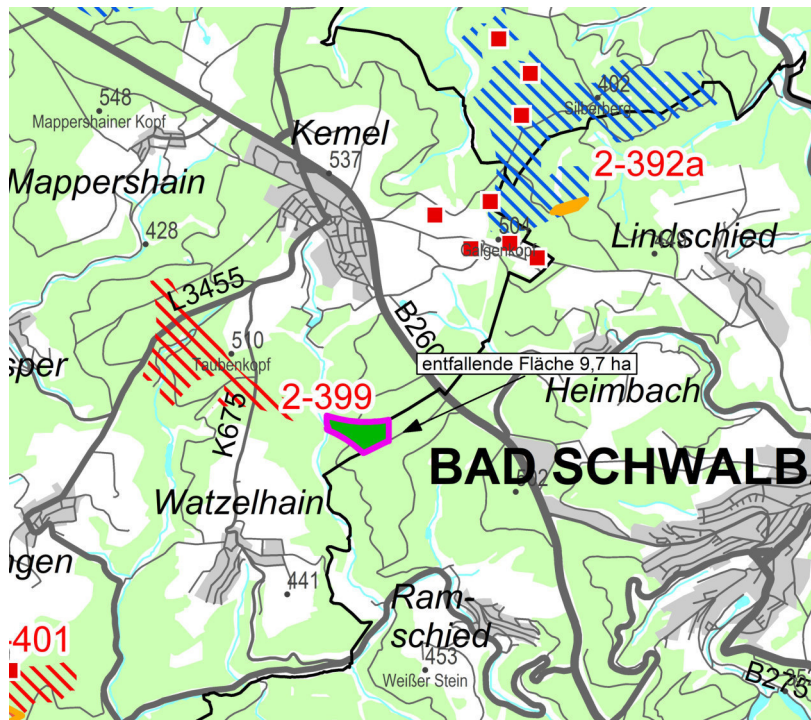 548
Mappershainer Kopf
Kemel
537
402
Silberberg
2-392a
Mappershain
428
504
Galgenkopf
Lindschied
L3455
B260
510
Taubenkopf
sper
entfallende Fläche 9,7 ha
Heimbach
2-399
K675
BAD SCHWALB
Watzelhain
ngen
441
Ram-
schied
-401
453
Weißer Stein
B275